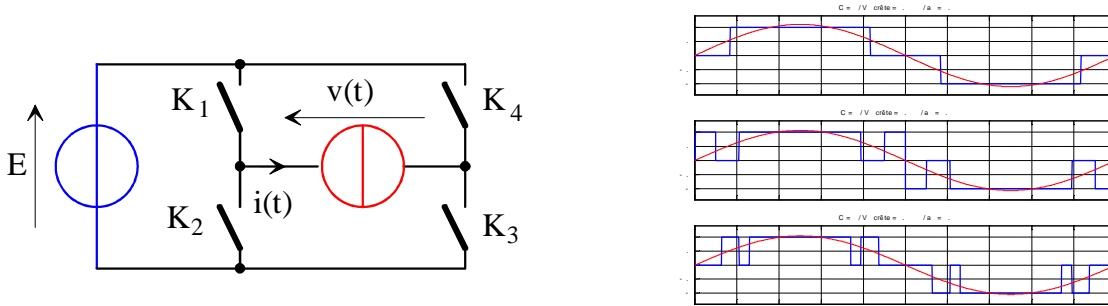 K1
v(t)
K4
E
i(t)
K2
K3
C = /V crête = . /a = .
C = /V crête = . /a = .
C = /V crête = . /a = .